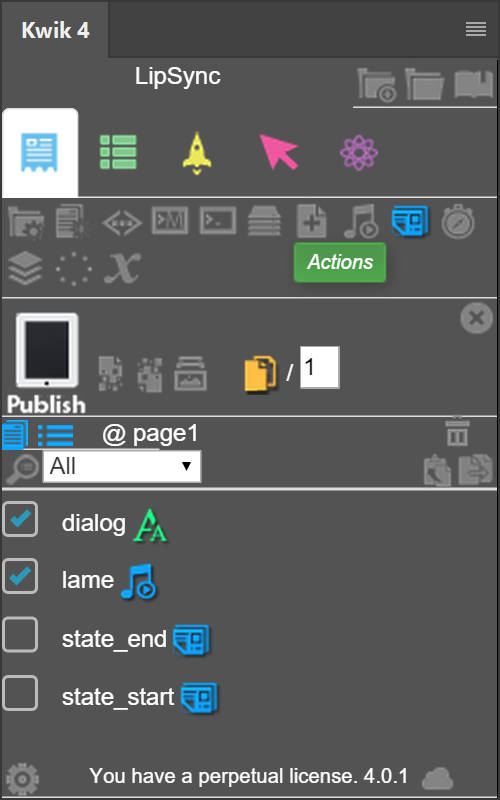 Kwik 4
LipSync
Actions
Publish
/ 1
@ page1
All
dialog
lame
state_end
state_start
You have a perpetual license. 4.0.1